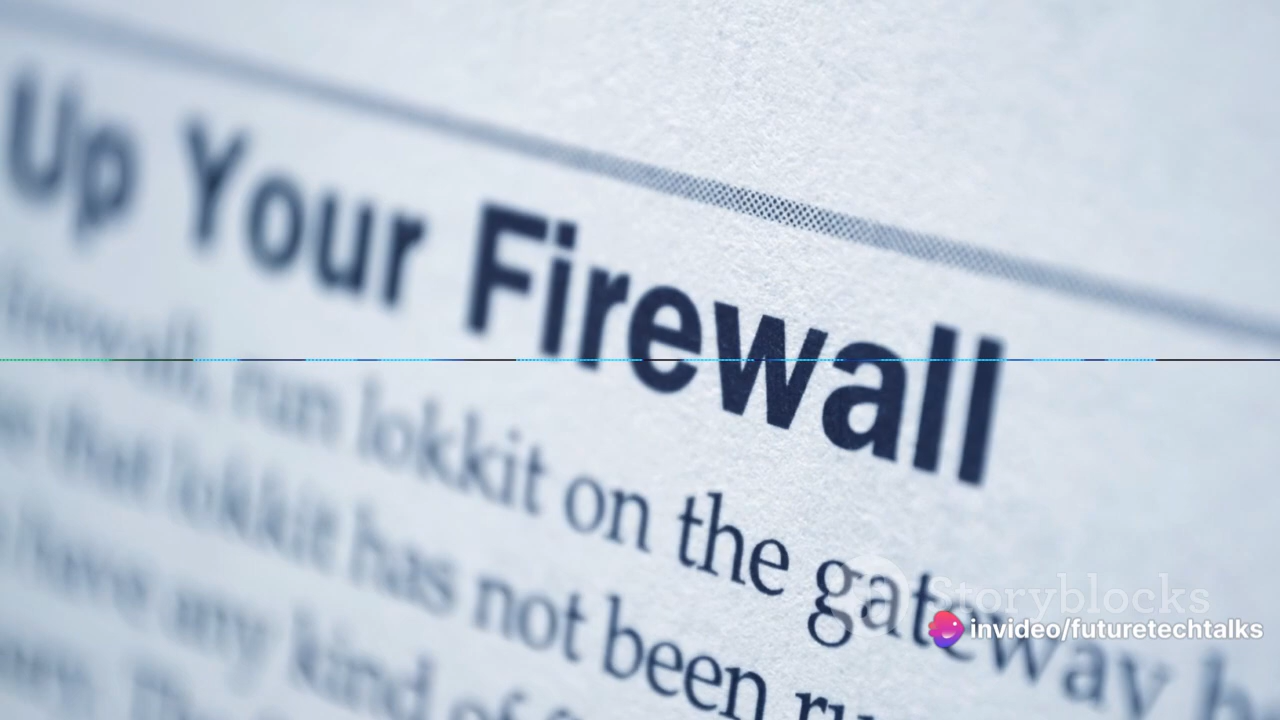 Up Your Firewall
firewall, run lokkit on the gateway
that lokkit has not been
have any kind of
Storyblocks
invideo/futuretechtalks